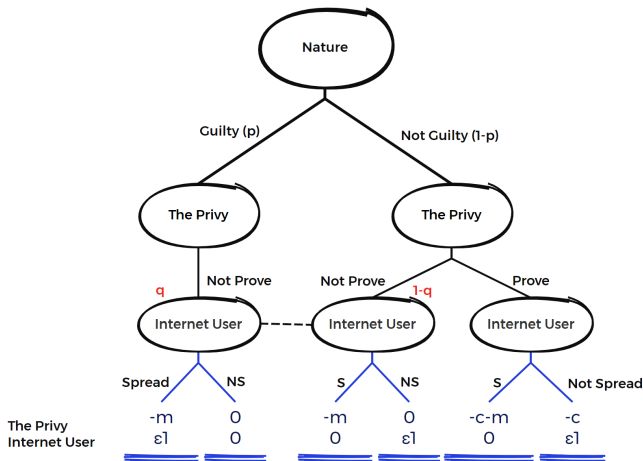 Nature
Guilty (p)
Not Guilty (1-p)
The Privy
The Privy
q
Not Prove
Not Prove
1-q
Prove
Internet User
Internet User
Internet User
Spread
NS
S
NS
S
Not Spread
The Privy
-m
0
-m
0
-c-m
-c
Internet User
ε1
0
0
ε1
0
ε1